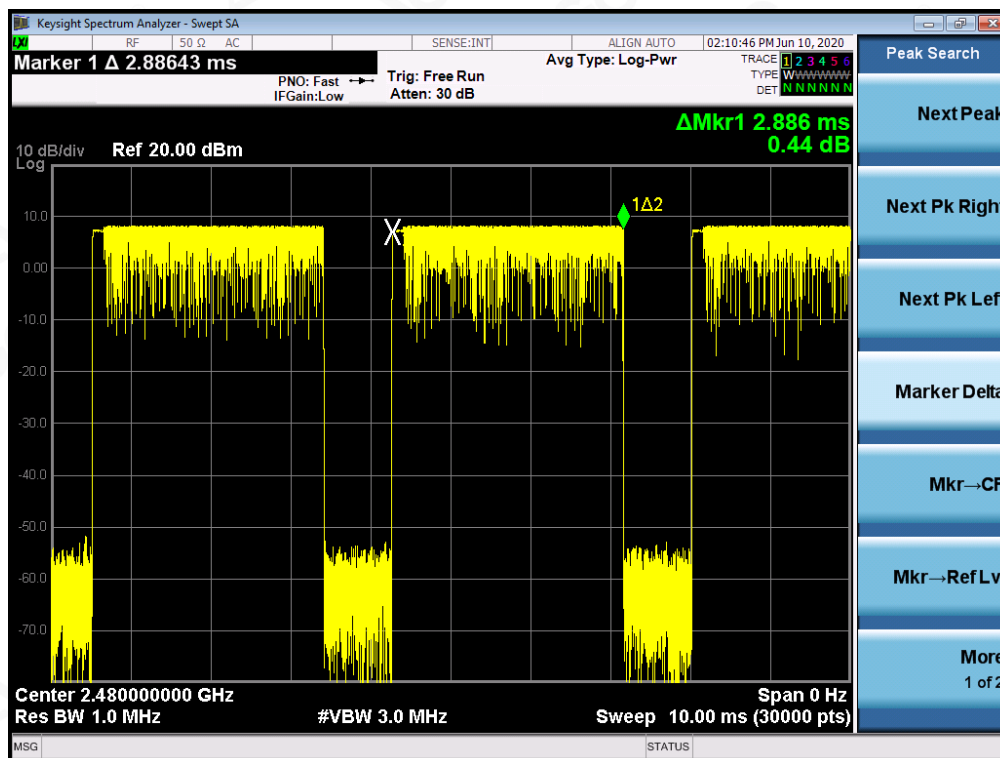 Keysight Spectrum Analyzer - Swept SA
LXI RF 50 Ω AC SENSE:INT ALIGN AUTO 02:10:46 PM Jun 10, 2020
Marker 1 Δ 2.88643 ms
PNO: Fast
IFGain:Low
Trig: Free Run
Atten: 30 dB
Avg Type: Log-Pwr
TRACE 1 2 3 4 5 6
TYPE WWWWWW
DET N N N N N N
ΔMkr1 2.886 ms
0.44 dB
10 dB/div Ref 20.00 dBm
Log
1Δ2
10.0
0.00
-10.0
-20.0
-30.0
-40.0
-50.0
-60.0
-70.0
X
Center 2.480000000 GHz Span 0 Hz
Res BW 1.0 MHz #VBW 3.0 MHz Sweep 10.00 ms (30000 pts)
MSG STATUS
Peak Search
Next Peak
Next Pk Right
Next Pk Left
Marker Delta
Mkr→CF
Mkr→Ref Lv
More
1 of 2